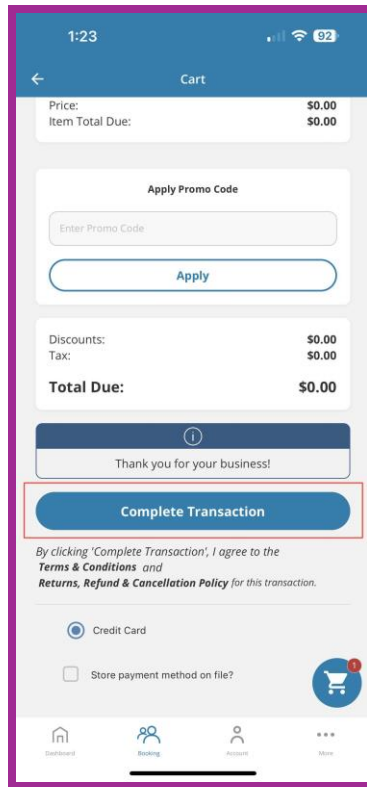 1:23
92
Cart
Price: $0.00
Item Total Due: $0.00
Apply Promo Code
Enter Promo Code
Apply
Discounts: $0.00
Tax: $0.00
Total Due: $0.00
Thank you for your business!
Complete Transaction
By clicking 'Complete Transaction', I agree to the
Terms & Conditions and
Returns, Refund & Cancellation Policy for this transaction.
Credit Card
Store payment method on file?
1
Dashboard Booking Account More